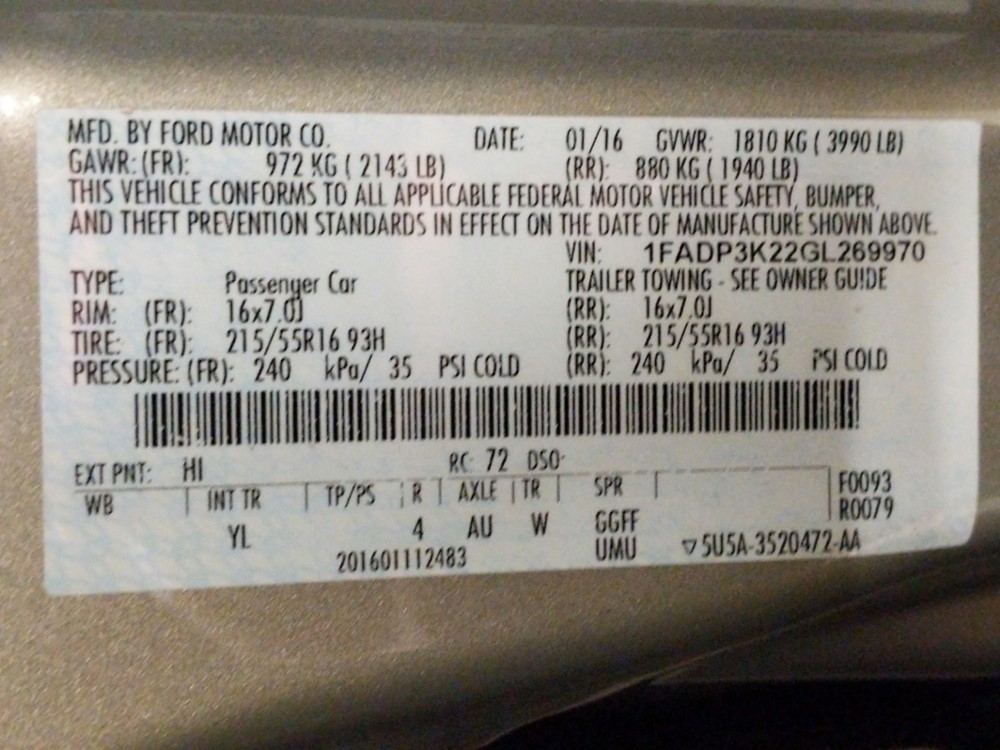 MFD. BY FORD MOTOR CO. DATE: 01/16 GVWR: 1810 KG ( 3990 LB)
GAWR: (FR): 972 KG ( 2143 LB) (RR): 880 KG ( 1940 LB)
THIS VEHICLE CONFORMS TO ALL APPLICABLE FEDERAL MOTOR VEHICLE SAFETY, BUMPER,
AND THEFT PREVENTION STANDARDS IN EFFECT ON THE DATE OF MANUFACTURE SHOWN ABOVE.
VIN: 1FADP3K22GL269970
TYPE: Passenger Car TRAILER TOWING - SEE OWNER GUIDE
RIM: (FR): 16x7.0J (RR): 16x7.0J
TIRE: (FR): 215/55R16 93H (RR): 215/55R16 93H
PRESSURE: (FR): 240 kPa/ 35 PSI COLD (RR): 240 kPa/ 35 PSI COLD
EXT PNT: HI RC: 72 DSO:
WB INT TR TP/PS R AXLE TR SPR F0093
R0079
YL 4 AU W GGFF
201601112483 UMU ▽5U5A-3520472-AA